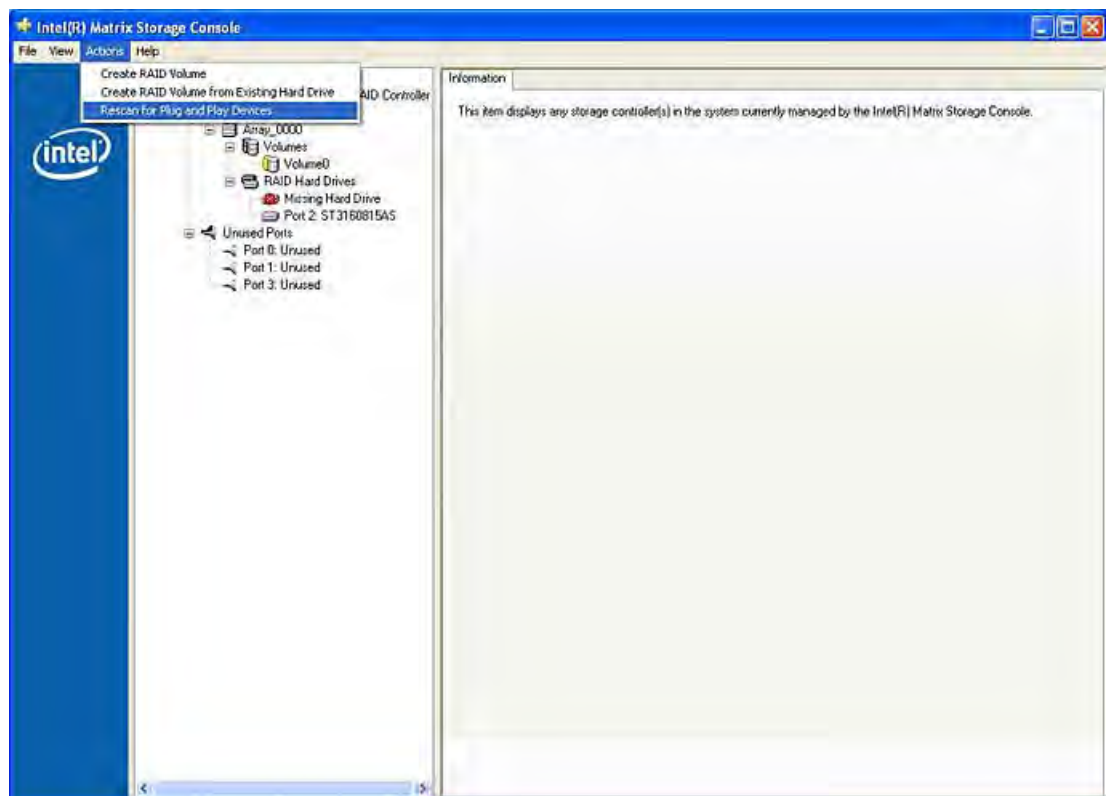 Intel(R) Matrix Storage Console
File View Actions Help
Create RAID Volume
Create RAID Volume from Existing Hard Drive
Rescan for Plug and Play Devices
AID Controller
Array_0000
Volumes
Volume0
RAID Hard Drives
Missing Hard Drive
Port 2: ST3160815AS
Unused Ports
Port 0: Unused
Port 1: Unused
Port 3: Unused
intel
Information
This item displays any storage controller(s) in the system currently managed by the Intel(R) Matrix Storage Console.